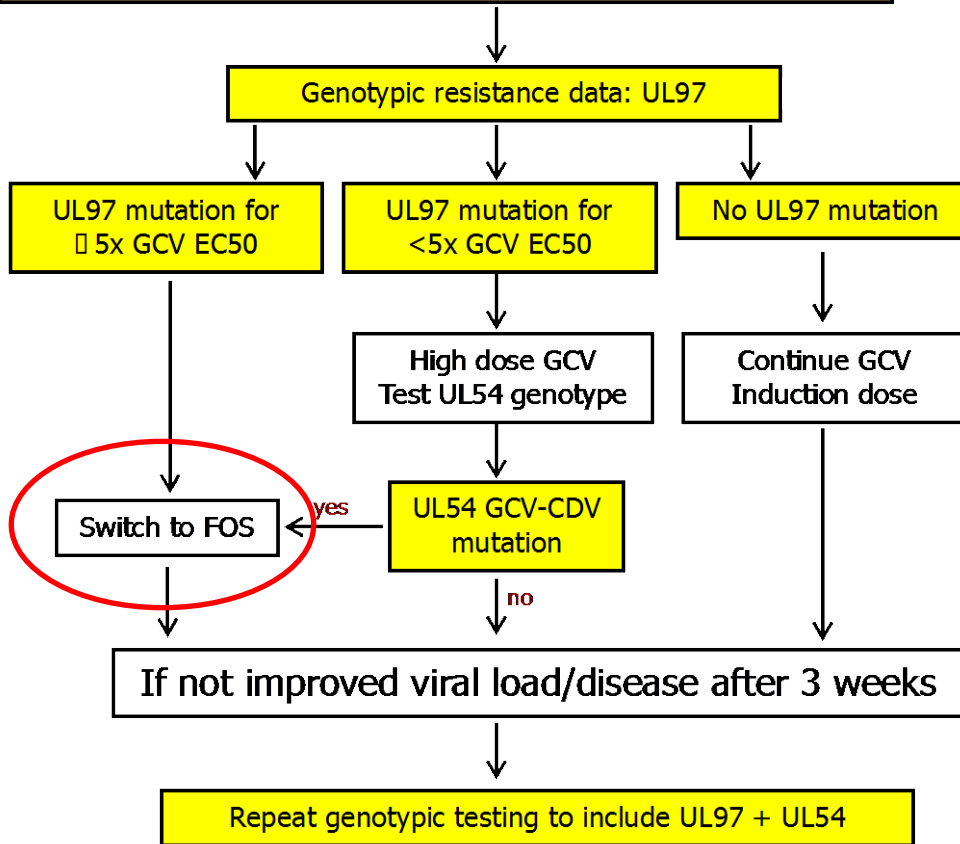 Genotypic resistance data: UL97
UL97 mutation for
▯ 5x GCV EC50
UL97 mutation for
<5x GCV EC50
No UL97 mutation
High dose GCV
Test UL54 genotype
Continue GCV
Induction dose
Switch to FOS
yes
UL54 GCV-CDV
mutation
no
If not improved viral load/disease after 3 weeks
Repeat genotypic testing to include UL97 + UL54